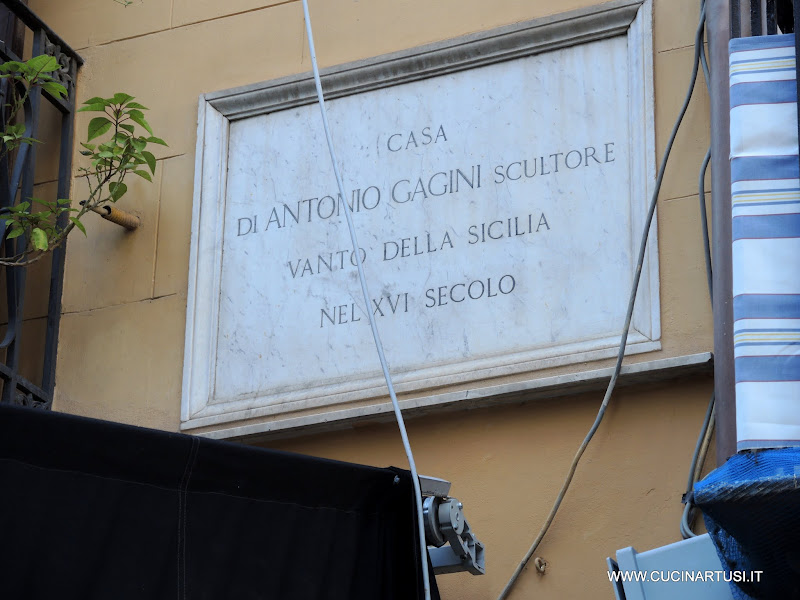 CASA
DI ANTONIO GAGINI SCULTORE
VANTO DELLA SICILIA
NEL XVI SECOLO
WWW.CUCINARTUSI.IT